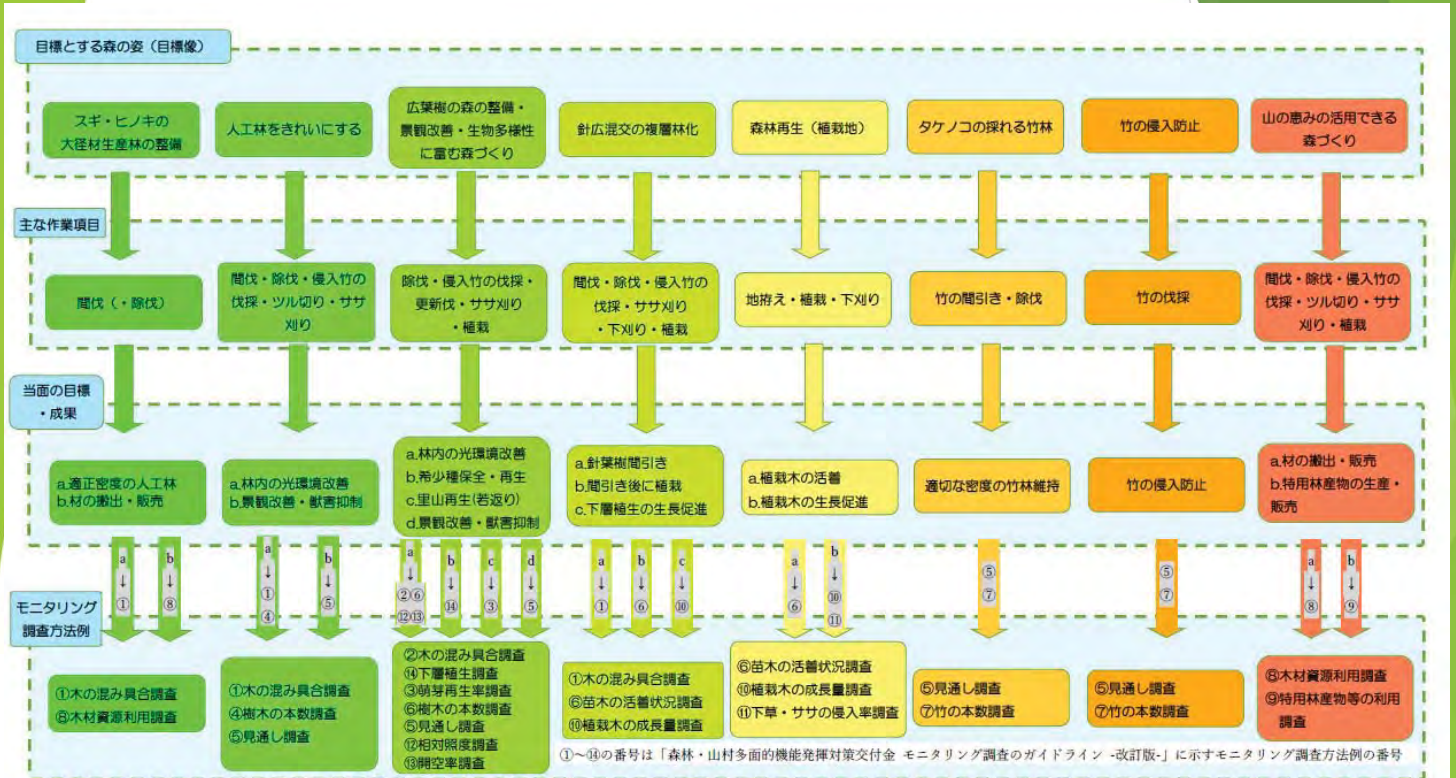 目標とする森の姿（目標像）
スギ・ヒノキの
大径材生産林の整備
人工林をきれいにする
広葉樹の森の整備・
景観改善・生物多様性
に富む森づくり
針広混交の複層林化
森林再生（植栽地）
タケノコの採れる竹林
竹の侵入防止
山の恵みの活用できる
森づくり
主な作業項目
間伐（・除伐）
間伐・除伐・侵入竹の
伐採・ツル切り・ササ
刈り
除伐・侵入竹の伐採・
更新伐・ササ刈り
・植栽
間伐・除伐・侵入竹の
伐採・ササ刈り
・下刈り・植栽
地拵え・植栽・下刈り
竹の間引き・除伐
竹の伐採
間伐・除伐・侵入竹の
伐採・ツル切り・ササ
刈り・植栽
当面の目標
・成果
a.適正密度の人工林
b.材の搬出・販売
a.林内の光環境改善
b.景観改善・獣害抑制
a.林内の光環境改善
b.希少種保全・再生
c.里山再生(若返り)
d.景観改善・獣害抑制
a.針葉樹間引き
b.間引き後に植栽
c.下層植生の生長促進
a.植栽木の活着
b.植栽木の生長促進
適切な密度の竹林維持
竹の侵入防止
a.材の搬出・販売
b.特用林産物の生産・
販売
a
↓
①
b
↓
⑧
a
↓
①
④
b
↓
⑤
a
↓
②⑥
⑫⑬
b
↓
⑭
c
↓
③
d
↓
⑤
a
↓
①
b
↓
⑥
c
↓
⑩
a
↓
⑥
b
↓
⑩
⑪
⑤
⑦
⑤
⑦
a
↓
⑧
b
↓
⑨
モニタリング
調査方法例
①木の混み具合調査
⑧木材資源利用調査
①木の混み具合調査
④樹木の本数調査
⑤見通し調査
②木の混み具合調査
⑭下層植生調査
③萌芽再生率調査
⑥樹木の本数調査
⑤見通し調査
⑫相対照度調査
⑬開空率調査
①木の混み具合調査
⑥苗木の活着状況調査
⑩植栽木の成長量調査
⑥苗木の活着状況調査
⑩植栽木の成長量調査
⑪下草・ササの侵入率調査
⑤見通し調査
⑦竹の本数調査
⑤見通し調査
⑦竹の本数調査
⑧木材資源利用調査
⑨特用林産物等の利用
調査
①～⑭の番号は「森林・山村多面的機能発揮対策交付金 モニタリング調査のガイドライン -改訂版-」に示すモニタリング調査方法例の番号